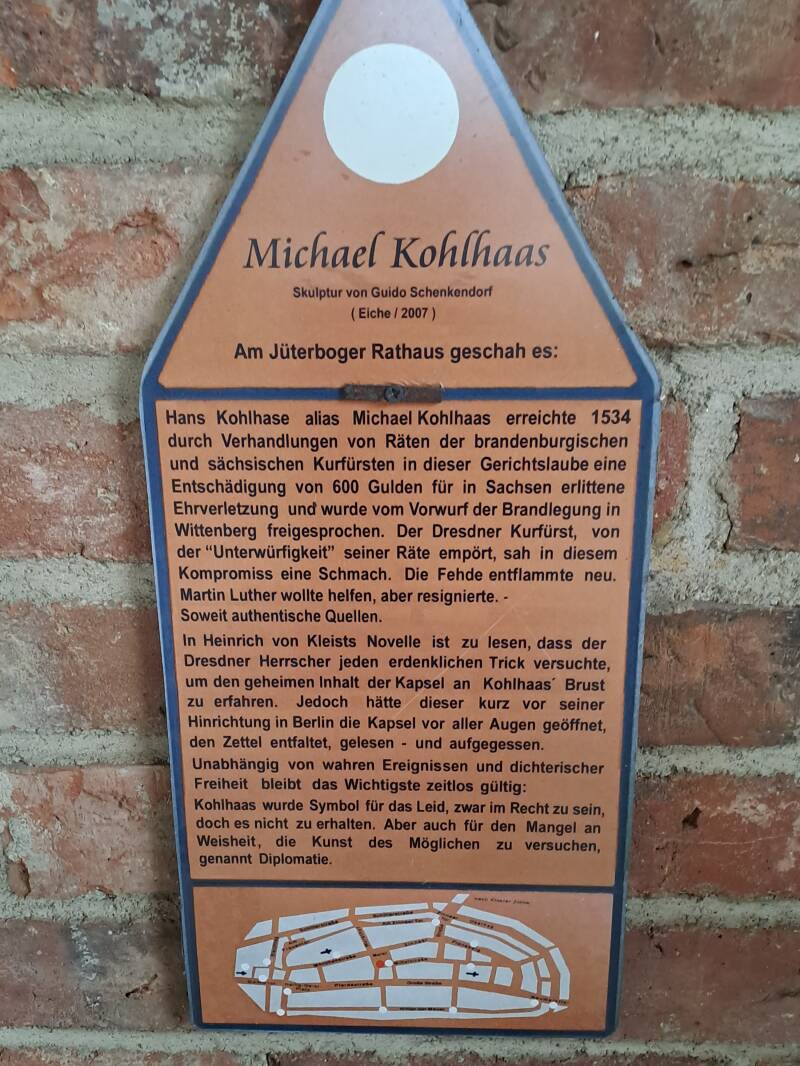 Michael Kohlhaas
Skulptur von Guido Schenkendorf
( Eiche / 2007 )
Am Jüterboger Rathaus geschah es:
Hans Kohlhase alias Michael Kohlhaas erreichte 1534
durch Verhandlungen von Räten der brandenburgischen
und sächsischen Kurfürsten in dieser Gerichtslaube eine
Entschädigung von 600 Gulden für in Sachsen erlittene
Ehrverletzung und wurde vom Vorwurf der Brandlegung in
Wittenberg freigesprochen. Der Dresdner Kurfürst, von
der “Unterwürfigkeit” seiner Räte empört, sah in diesem
Kompromiss eine Schmach. Die Fehde entflammte neu.
Martin Luther wollte helfen, aber resignierte. -
Soweit authentische Quellen.
In Heinrich von Kleists Novelle ist zu lesen, dass der
Dresdner Herrscher jeden erdenklichen Trick versuchte,
um den geheimen Inhalt der Kapsel an Kohlhaas´ Brust
zu erfahren. Jedoch hätte dieser kurz vor seiner
Hinrichtung in Berlin die Kapsel vor aller Augen geöffnet,
den Zettel entfaltet, gelesen - und aufgegessen.
Unabhängig von wahren Ereignissen und dichterischer
Freiheit bleibt das Wichtigste zeitlos gültig:
Kohlhaas wurde Symbol für das Leid, zwar im Recht zu sein,
doch es nicht zu erhalten. Aber auch für den Mangel an
Weisheit, die Kunst des Möglichen zu versuchen,
genannt Diplomatie.
nach Kloster Zinna
Große Straße
Pferdestraße